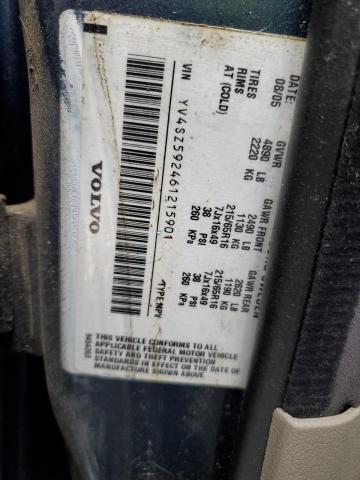 VOLVO
DATE: 08/05
GVWR 4890 LB
2220 KG
GAWR FRONT 2490 LB
1130 KG
GAWR REAR 2620 LB
1190 KG
TIRES 215/65R16 215/65R16
RIMS 7Jx16x49 7Jx16x49
AT (COLD) 38 PSI 38 PSI
260 KPa 260 KPa
VIN YV4SZ592461215901 TYPE:MPV
THIS VEHICLE CONFORMS TO ALL
APPLICABLE FEDERAL MOTOR VEHICLE
SAFETY AND THEFT PREVENTION
STANDARDS IN EFFECT ON THE DATE OF
MANUFACTURE SHOWN ABOVE.